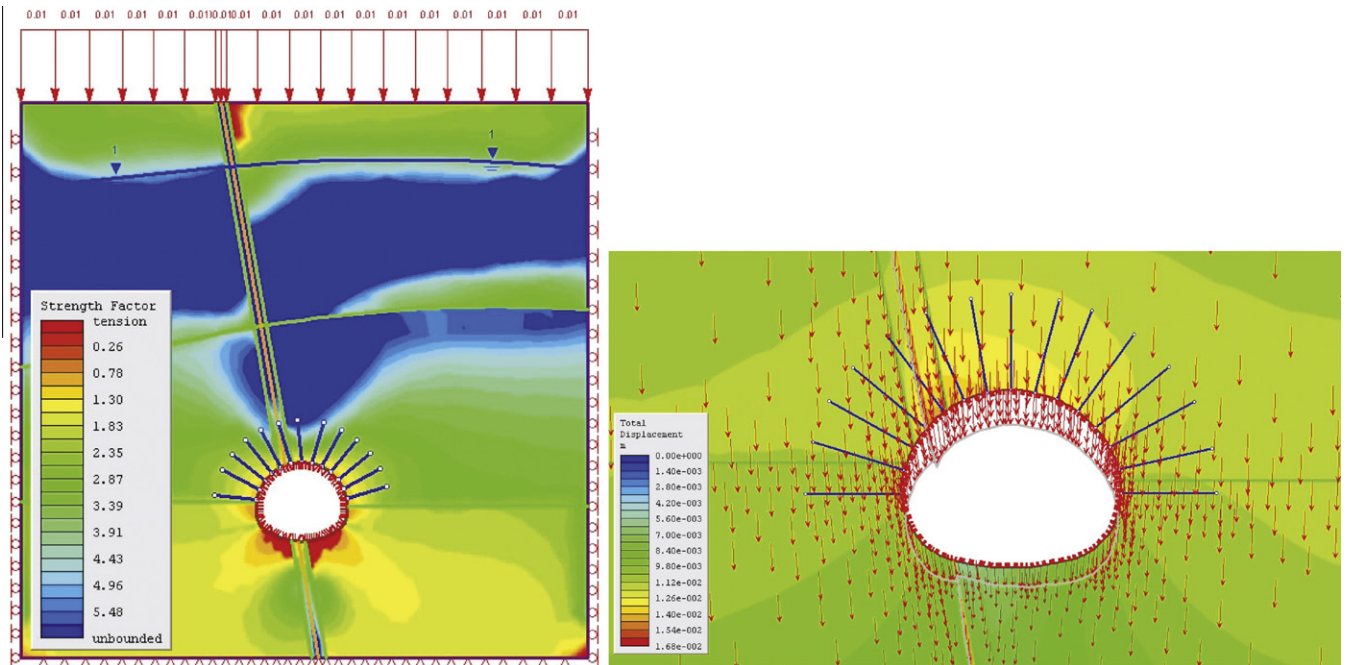 0.01 0.01 0.01 0.01 0.01 0.01 0.01 0.01 0.01 0.01 0.01 0.01 0.01 0.01 0.01 0.01 0.01
1
1
Strength Factor
tension
0.26
0.78
1.30
1.83
2.35
2.87
3.39
3.91
4.43
4.96
5.48
unbounded
Total
Displacement
m
0.00e+000
1.40e-003
2.80e-003
4.20e-003
5.60e-003
7.00e-003
8.40e-003
9.80e-003
1.12e-002
1.26e-002
1.40e-002
1.54e-002
1.68e-002